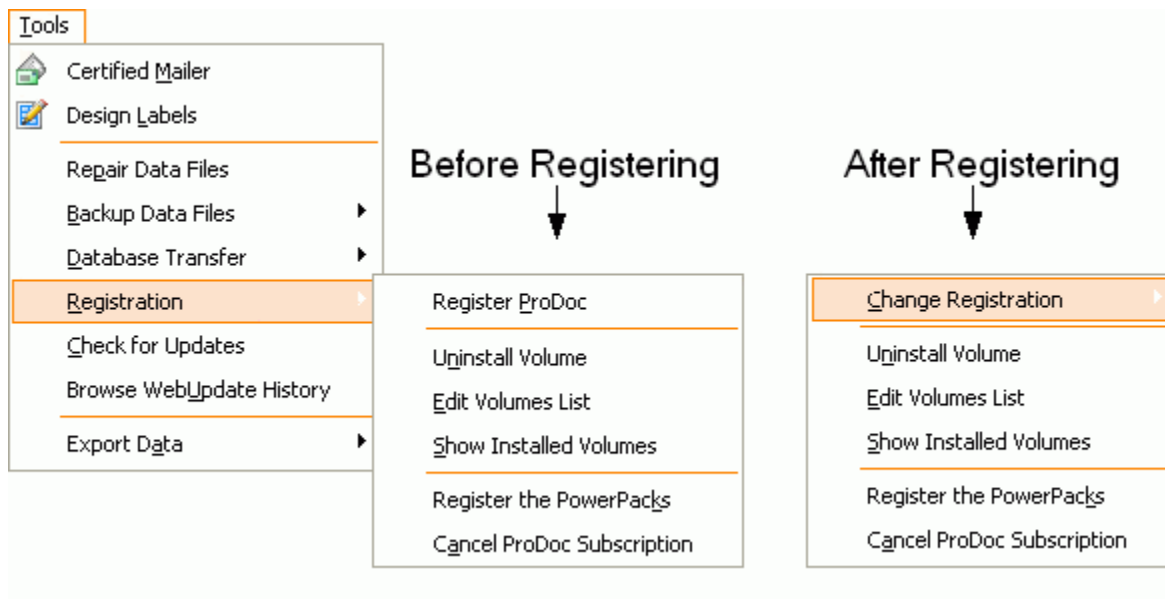 Tools
Certified Mailer
Design Labels
Repair Data Files
Backup Data Files
Database Transfer
Registration
Check for Updates
Browse WebUpdate History
Export Data
Before Registering
Register ProDoc
Uninstall Volume
Edit Volumes List
Show Installed Volumes
Register the PowerPacks
Cancel ProDoc Subscription
After Registering
Change Registration
Uninstall Volume
Edit Volumes List
Show Installed Volumes
Register the PowerPacks
Cancel ProDoc Subscription